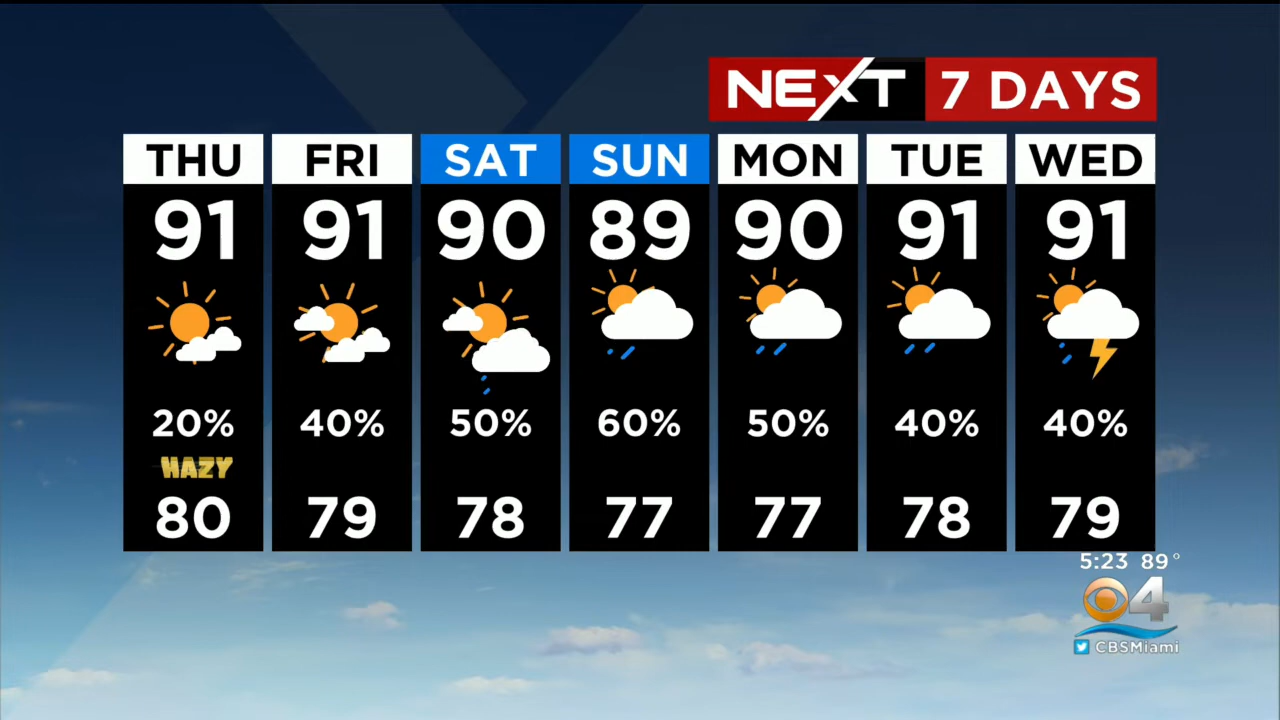 NEXT 7 DAYS
THU FRI SAT SUN MON TUE WED
91 91 90 89 90 91 91
20% 40% 50% 60% 50% 40% 40%
HAZY
80 79 78 77 77 78 79
5:23 89°
4
CBSMiami